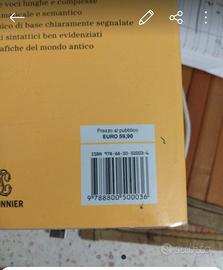 e voci lunghe e complesse
e semantico
ico di base chiaramente segnalate
i sintattici ben evidenziati
afiche del mondo antico
Prezzo al pubblico
EURO 59,90
ISBN 978-88-00-50003-6
9 788800 500036
NNIER